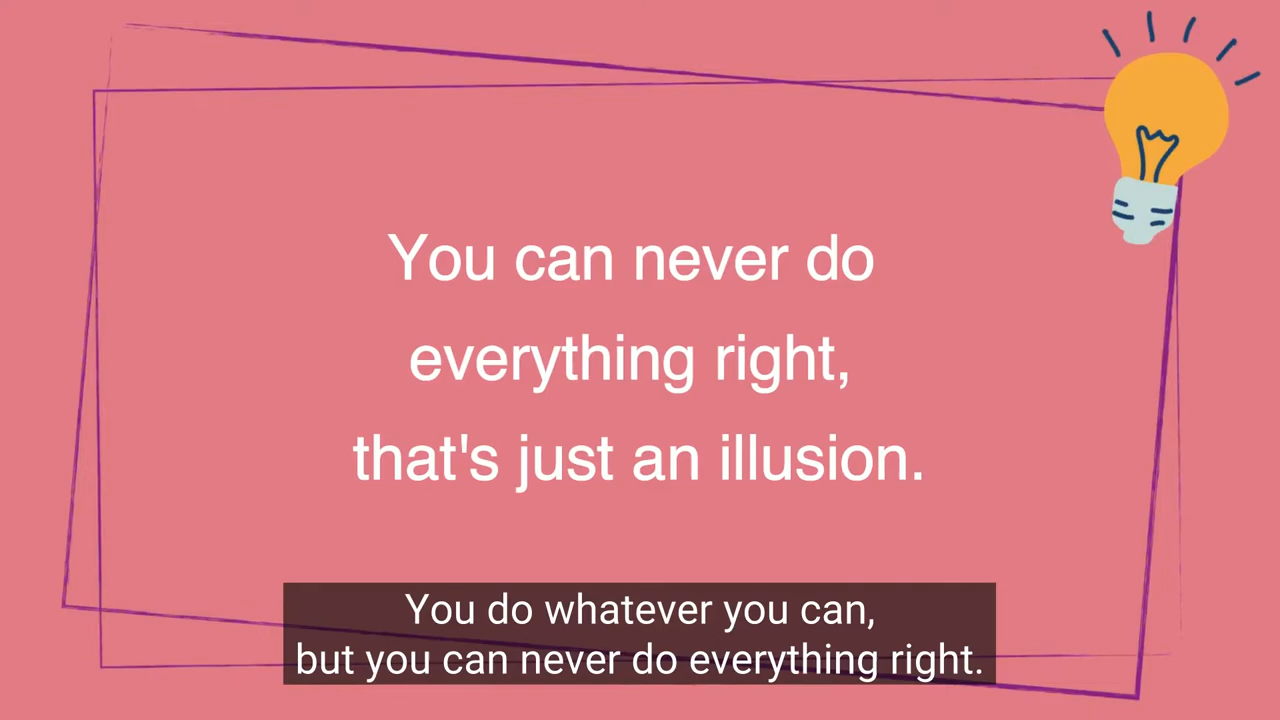 You can never do
everything right,
that's just an illusion.
You do whatever you can,
but you can never do everything right.